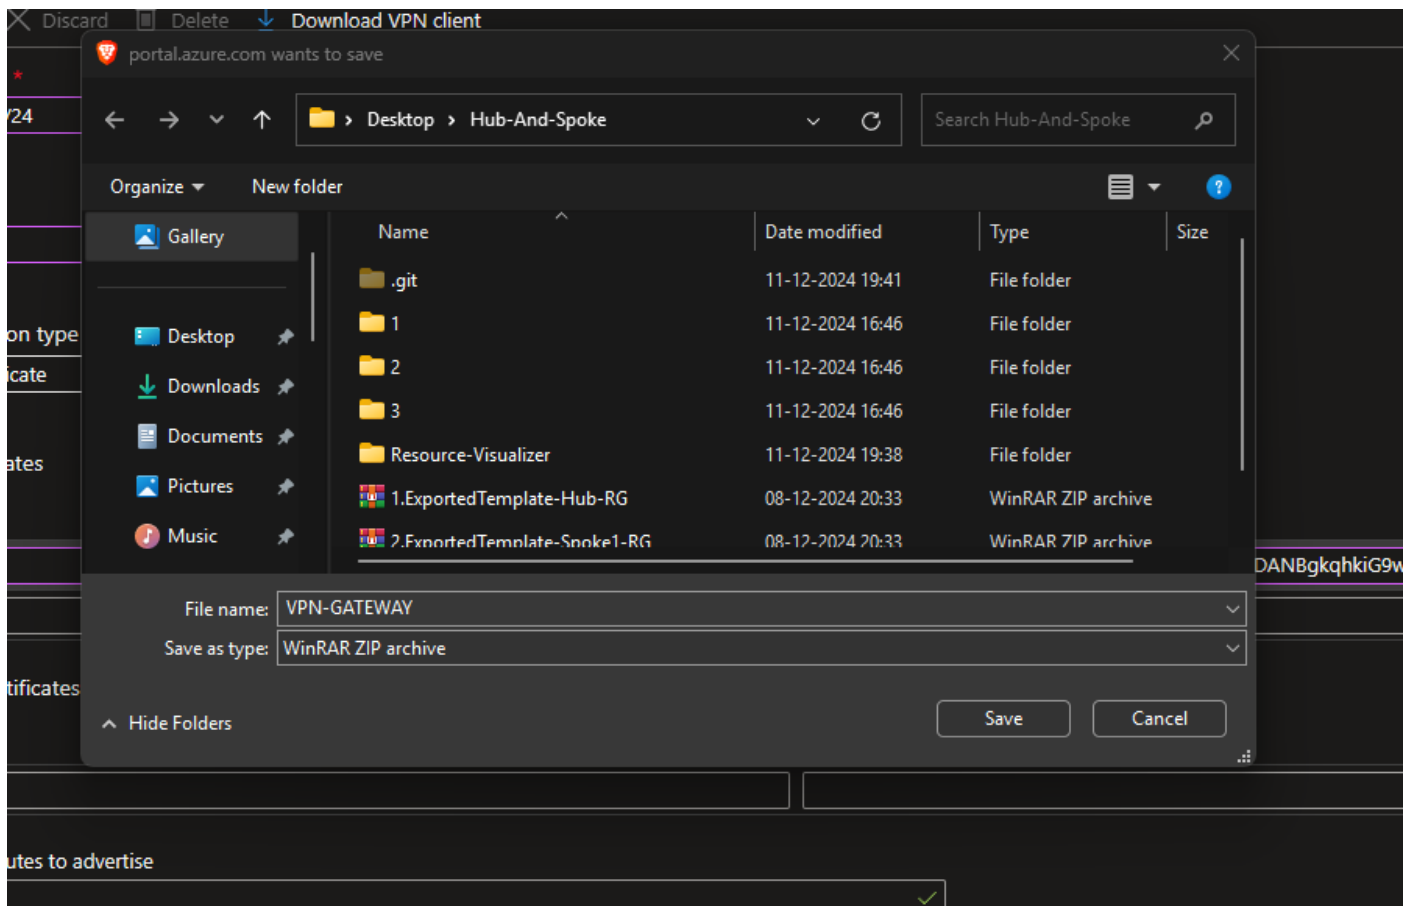 Discard Delete Download VPN client
portal.azure.com wants to save
*
/24
Desktop Hub-And-Spoke
Search Hub-And-Spoke
Organize New folder
Gallery
Name Date modified Type Size
.git 11-12-2024 19:41 File folder
1 11-12-2024 16:46 File folder
2 11-12-2024 16:46 File folder
3 11-12-2024 16:46 File folder
Resource-Visualizer 11-12-2024 19:38 File folder
1.ExportedTemplate-Hub-RG 08-12-2024 20:33 WinRAR ZIP archive
2.ExportedTemplate-Spoke1-RG 08-12-2024 20:33 WinRAR ZIP archive
Desktop
Downloads
Documents
Pictures
Music
on type
icate
ates
DANBgkqhkiG9w
File name: VPN-GATEWAY
Save as type: WinRAR ZIP archive
tificates
Hide Folders
Save Cancel
utes to advertise